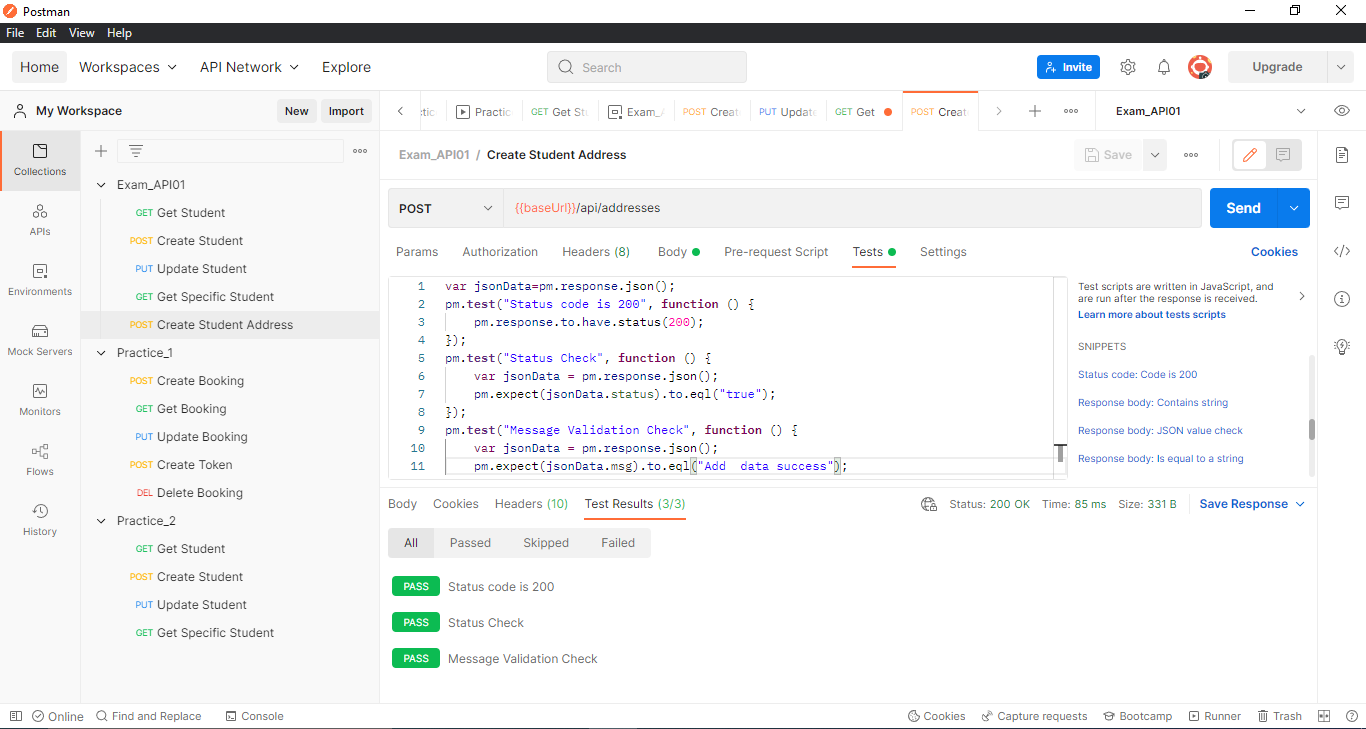 Postman
File Edit View Help
Home Workspaces API Network Explore Search Invite Upgrade
My Workspace New Import
Practic GET Get Stu Exam_A POST Creat PUT Update GET Get POST Creat Exam_API01
Collections
APIs
Environments
Mock Servers
Monitors
Flows
History
Exam_API01
GET Get Student
POST Create Student
PUT Update Student
GET Get Specific Student
POST Create Student Address
Practice_1
POST Create Booking
GET Get Booking
PUT Update Booking
POST Create Token
DEL Delete Booking
Practice_2
GET Get Student
POST Create Student
PUT Update Student
GET Get Specific Student
Exam_API01 / Create Student Address Save
POST {{baseUrl}}/api/addresses Send
Params Authorization Headers (8) Body Pre-request Script Tests Settings Cookies
1 var jsonData=pm.response.json();
2 pm.test("Status code is 200", function () {
3 pm.response.to.have.status(200);
4 });
5 pm.test("Status Check", function () {
6 var jsonData = pm.response.json();
7 pm.expect(jsonData.status).to.eql("true");
8 });
9 pm.test("Message Validation Check", function () {
10 var jsonData = pm.response.json();
11 pm.expect(jsonData.msg).to.eql("Add  data success");
Test scripts are written in JavaScript, and
are run after the response is received.
Learn more about tests scripts
SNIPPETS
Status code: Code is 200
Response body: Contains string
Response body: JSON value check
Response body: Is equal to a string
Body Cookies Headers (10) Test Results (3/3) Status: 200 OK Time: 85 ms Size: 331 B Save Response
All Passed Skipped Failed
PASS Status code is 200
PASS Status Check
PASS Message Validation Check
Online Find and Replace Console Cookies Capture requests Bootcamp Runner Trash